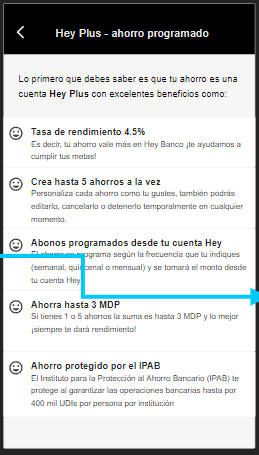 Hey Plus - ahorro programado
Lo primero que debes saber es que tu ahorro es una
cuenta Hey Plus con excelentes beneficios como:
Tasa de rendimiento 4.5%
Es decir, tu ahorro vale más en Hey Banco ¡te ayudamos a
cumplir tus metas!
Crea hasta 5 ahorros a la vez
Personaliza cada ahorro como tu gustes, también podrás
editarlo, cancelarlo o detenerlo temporalmente en cualquier
momento.
Abonos programados desde tu cuenta Hey
El ahorro se programa según la frecuencia que tu indiques
(semanal, quincenal o mensual) y se tomará el monto desde
tu cuenta Hey
Ahorra hasta 3 MDP
Si tienes 1 o 5 ahorros la suma es hasta 3 MDP y lo mejor
¡siempre te dará rendimiento!
Ahorro protegido por el IPAB
El Instituto para la Protección al Ahorro Bancario (IPAB) te
protege al garantizar las operaciones bancarias hasta por
400 mil UDIs por persona por institución